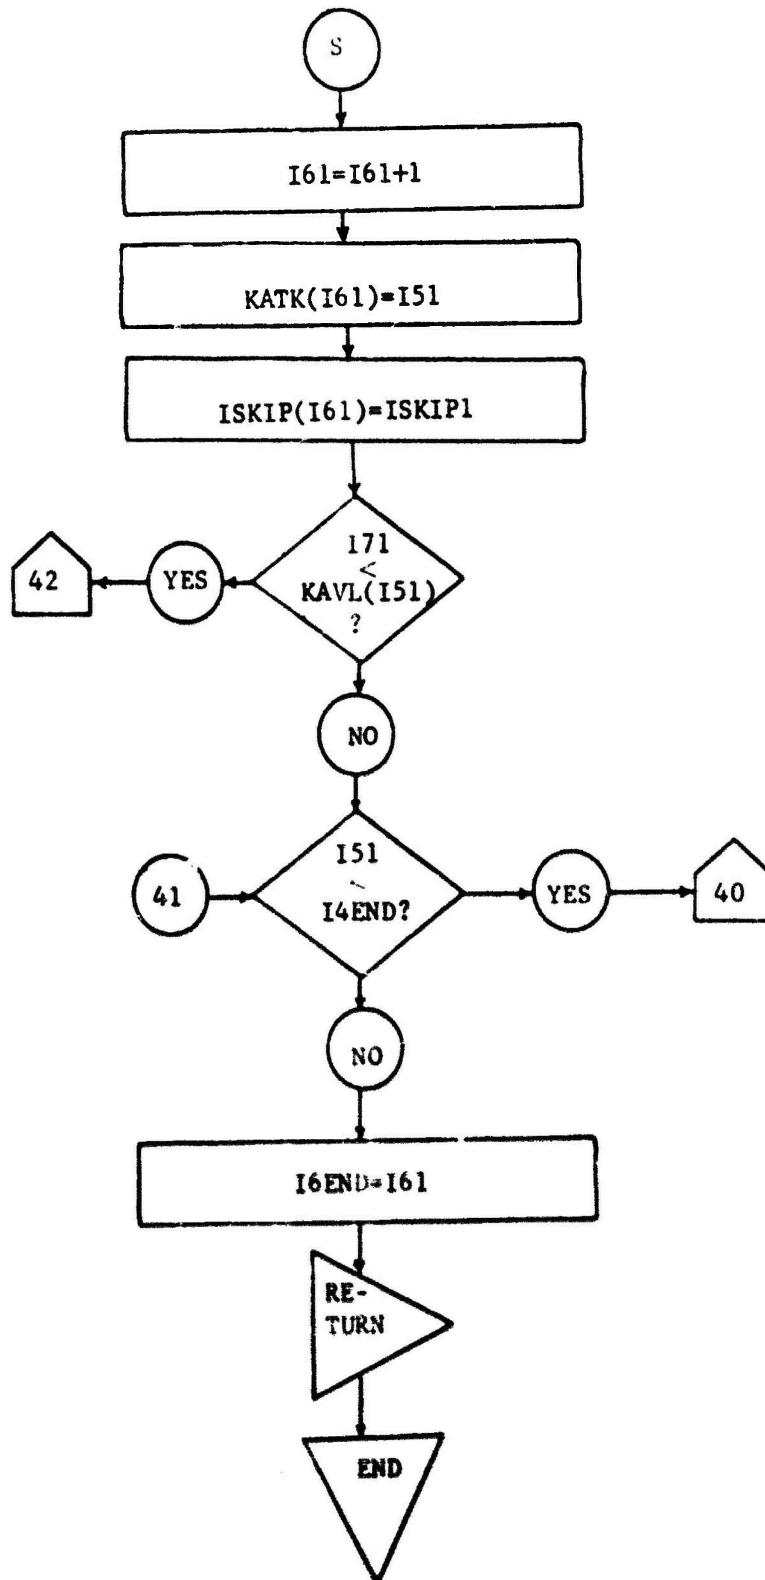 S
I61=I61+1
KATK(I61)=I51
ISKIP(I61)=ISKIP1
I71
<
KAVL(I51)
?
42
YES
NO
I51
I4END?
41
YES
40
NO
I6END=I61
RE-
TURN
END